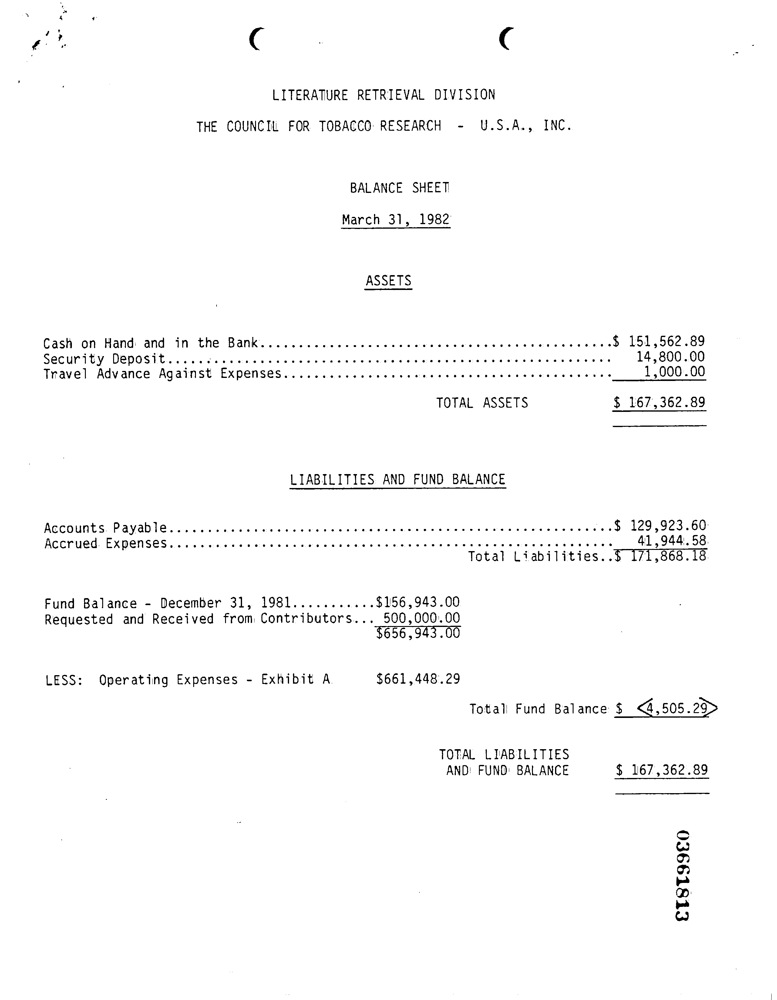 LITERATURE RETRIEVAL DIVISION
THE COUNCIL FOR TOBACCO RESEARCH - U.S.A., INC.
BALANCE SHEET
March 31, 1982
ASSETS
Cash on Hand and in the Bank..............................................$ 151,562.89
Security Deposit.......................................................... 14,800.00
Travel Advance Against Expenses........................................... 1,000.00
TOTAL ASSETS $ 167,362.89
LIABILITIES AND FUND BALANCE
Accounts Payable..........................................................$ 129,923.60
Accrued Expenses.......................................................... 41,944.58
Total Liabilities..$ 171,868.18
Fund Balance - December 31, 1981...........$156,943.00
Requested and Received from Contributors... 500,000.00
$656,943.00
LESS: Operating Expenses - Exhibit A $661,448.29
Total Fund Balance $ <4,505.29>
TOTAL LIABILITIES
AND FUND BALANCE $ 167,362.89
03661813